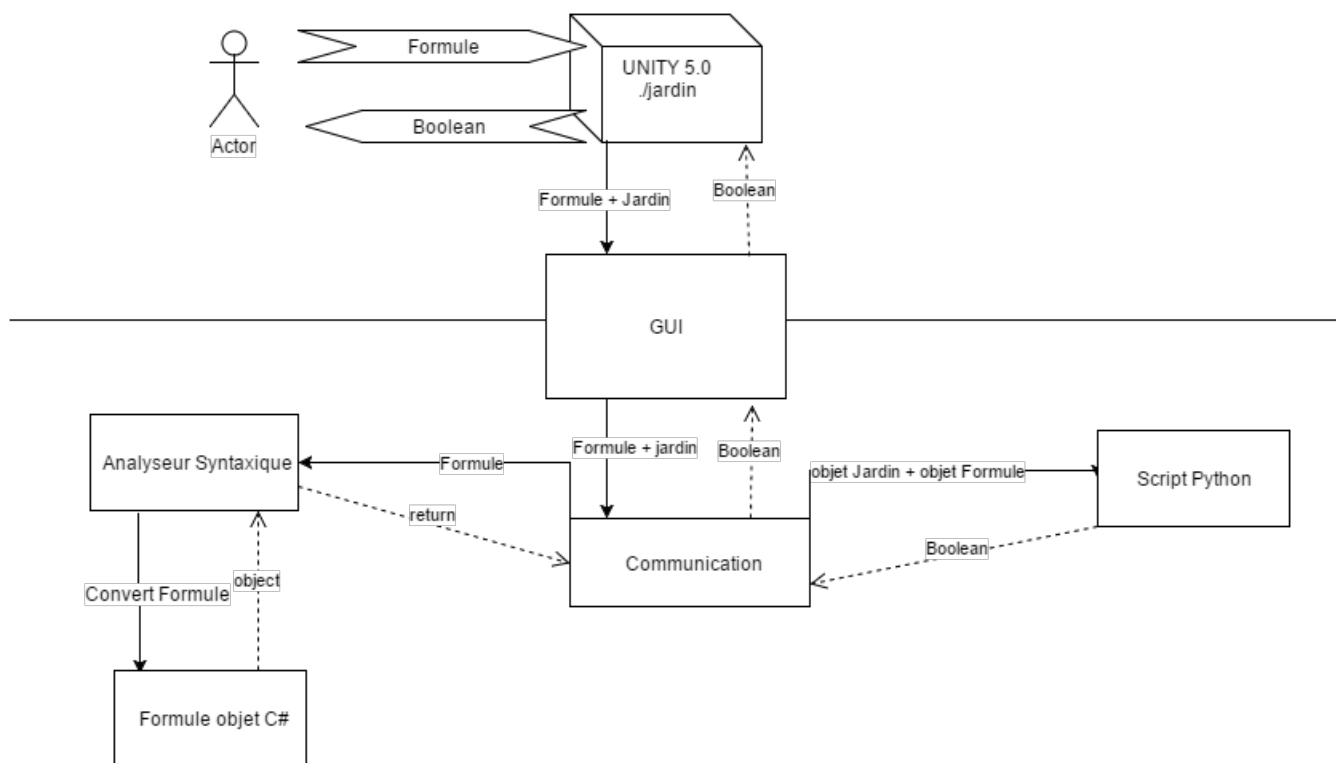 Formule
UNITY 5.0
./jardin
Boolean
Actor
Formule + Jardin
Boolean
GUI
Analyseur Syntaxique
Formule
Formule + jardin
Boolean
objet Jardin + objet Formule
Script Python
return
Boolean
Communication
object
Convert Formule
Formule objet C#